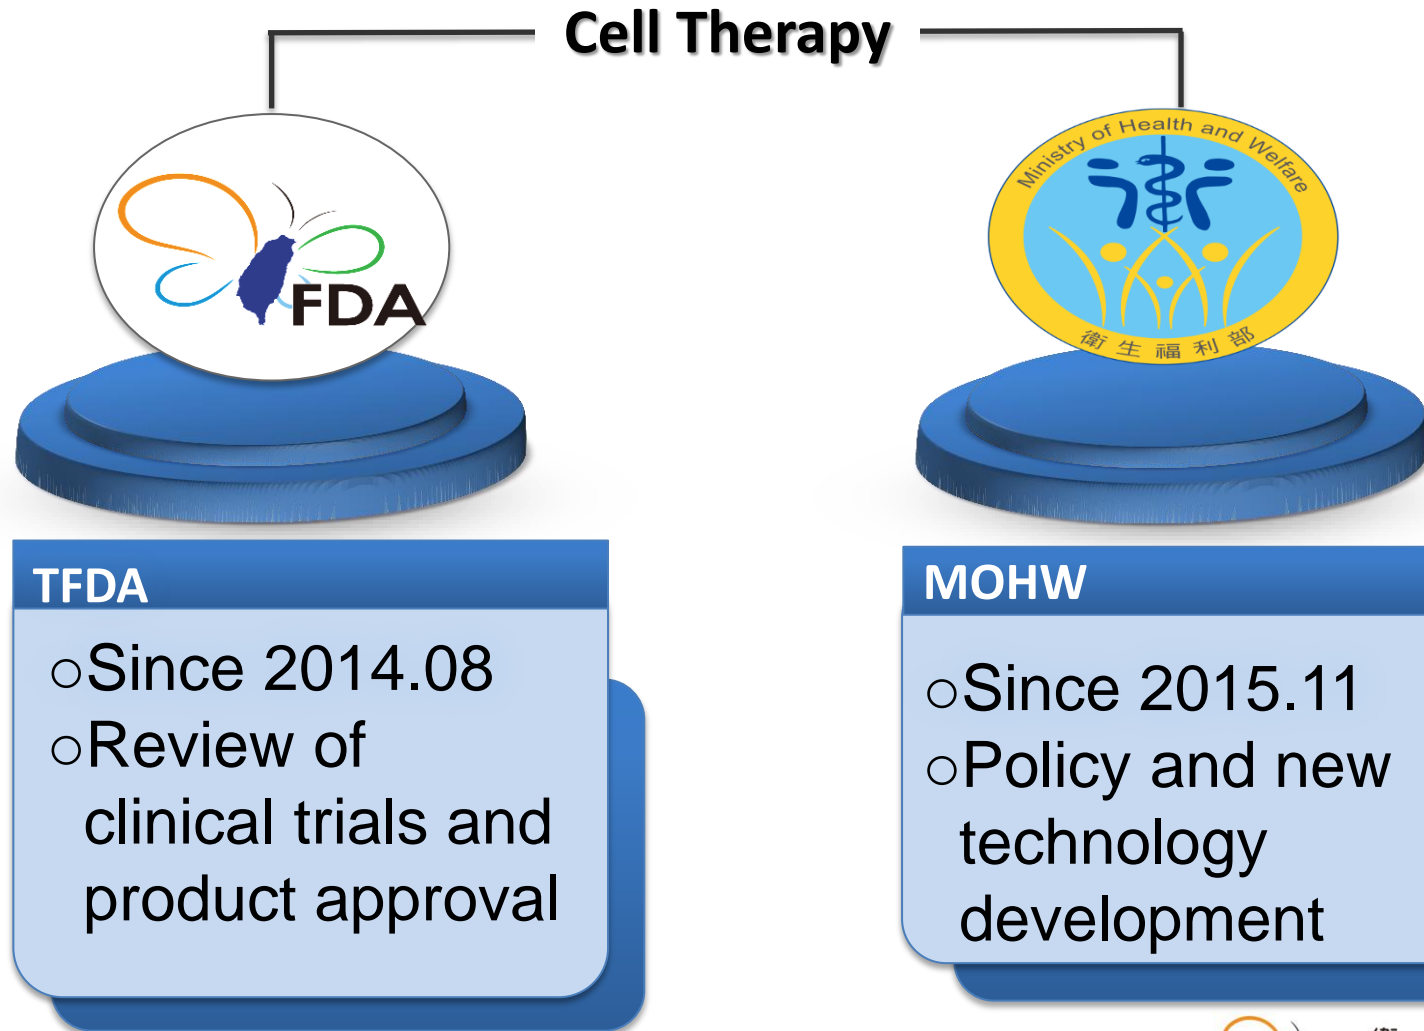 Cell Therapy
FDA
Ministry of Health and Welfare
衛生福利部
TFDA
○Since 2014.08
○Review of
clinical trials and
product approval
MOHW
○Since 2015.11
○Policy and new
technology
development